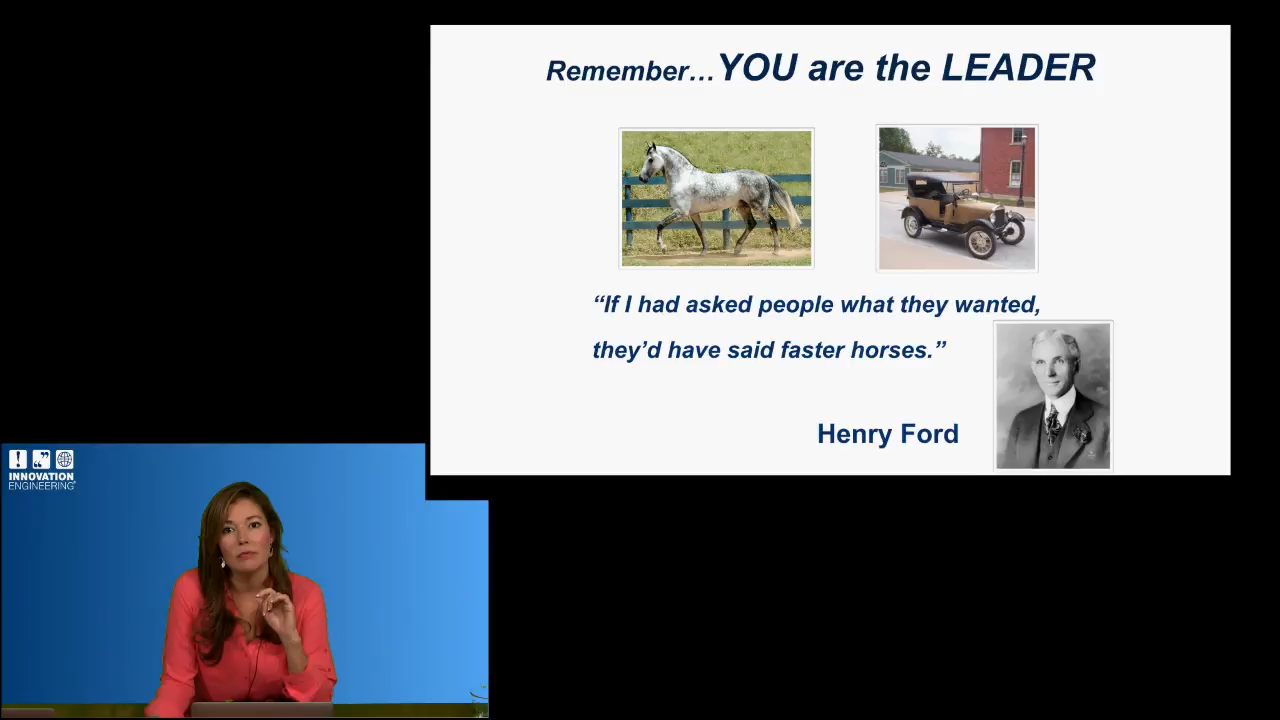 Remember…YOU are the LEADER
“If I had asked people what they wanted,
they’d have said faster horses.”
Henry Ford
INNOVATION
ENGINEERING